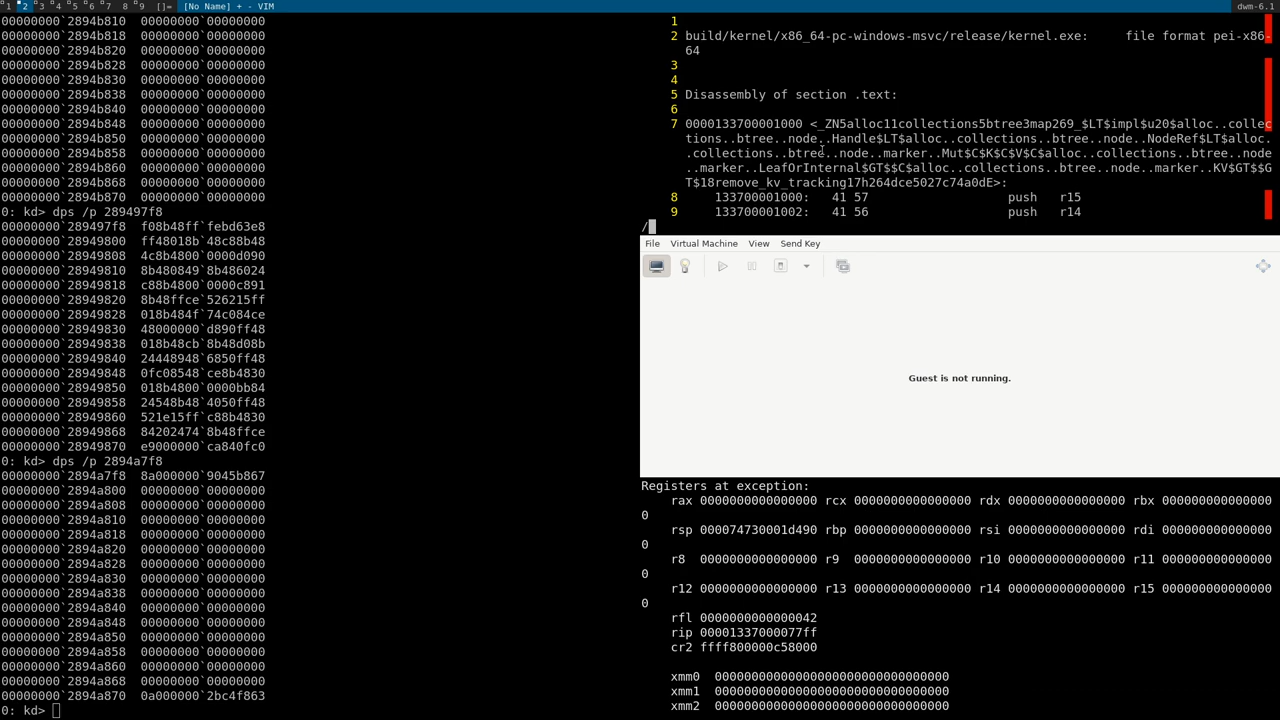 1 2 3 4 5 6 7 8 9 []= [No Name] + - VIM dwm-6.1
00000000`2894b810 00000000`00000000
00000000`2894b818 00000000`00000000
00000000`2894b820 00000000`00000000
00000000`2894b828 00000000`00000000
00000000`2894b830 00000000`00000000
00000000`2894b838 00000000`00000000
00000000`2894b840 00000000`00000000
00000000`2894b848 00000000`00000000
00000000`2894b850 00000000`00000000
00000000`2894b858 00000000`00000000
00000000`2894b860 00000000`00000000
00000000`2894b868 00000000`00000000
00000000`2894b870 00000000`00000000
0: kd> dps /p 289497f8
00000000`289497f8 f08b48ff`febd63e8
00000000`28949800 ff48018b`48c88b48
00000000`28949808 4c8b4800`0000d090
00000000`28949810 8b480849`8b486024
00000000`28949818 c88b4800`0000c891
00000000`28949820 8b48ffce`526215ff
00000000`28949828 018b484f`74c084ce
00000000`28949830 48000000`d890ff48
00000000`28949838 018b48cb`8b48d08b
00000000`28949840 24448948`6850ff48
00000000`28949848 0fc08548`ce8b4830
00000000`28949850 018b4800`0000bb84
00000000`28949858 24548b48`4050ff48
00000000`28949860 521e15ff`c88b4830
00000000`28949868 84202474`8b48ffce
00000000`28949870 e9000000`ca840fc0
0: kd> dps /p 2894a7f8
00000000`2894a7f8 8a000000`9045b867
00000000`2894a800 00000000`00000000
00000000`2894a808 00000000`00000000
00000000`2894a810 00000000`00000000
00000000`2894a818 00000000`00000000
00000000`2894a820 00000000`00000000
00000000`2894a828 00000000`00000000
00000000`2894a830 00000000`00000000
00000000`2894a838 00000000`00000000
00000000`2894a840 00000000`00000000
00000000`2894a848 00000000`00000000
00000000`2894a850 00000000`00000000
00000000`2894a858 00000000`00000000
00000000`2894a860 00000000`00000000
00000000`2894a868 00000000`00000000
00000000`2894a870 0a000000`2bc4f863
0: kd>
1
2 build/kernel/x86_64-pc-windows-msvc/release/kernel.exe: file format pei-x86-
64
3
4
5 Disassembly of section .text:
6
7 0000133700001000 <_ZN5alloc11collections5btree3map269_$LT$impl$u20$alloc..collec
tions..btree..node..Handle$LT$alloc..collections..btree..node..NodeRef$LT$alloc.
.collections..btree..node..marker..Mut$C$K$C$V$C$alloc..collections..btree..node
..marker..LeafOrInternal$GT$$C$alloc..collections..btree..node..marker..KV$GT$$G
T$18remove_kv_tracking17h264dce5027c74a0dE>:
8 133700001000: 41 57 push r15
9 133700001002: 41 56 push r14
/
File Virtual Machine View Send Key
Guest is not running.
Registers at exception:
rax 0000000000000000 rcx 0000000000000000 rdx 0000000000000000 rbx 000000000000000
0
rsp 000074730001d490 rbp 0000000000000000 rsi 0000000000000000 rdi 000000000000000
0
r8 0000000000000000 r9 0000000000000000 r10 0000000000000000 r11 000000000000000
0
r12 0000000000000000 r13 0000000000000000 r14 0000000000000000 r15 000000000000000
0
rfl 0000000000000042
rip 00001337000077ff
cr2 ffff800000c58000
xmm0 00000000000000000000000000000000
xmm1 00000000000000000000000000000000
xmm2 00000000000000000000000000000000